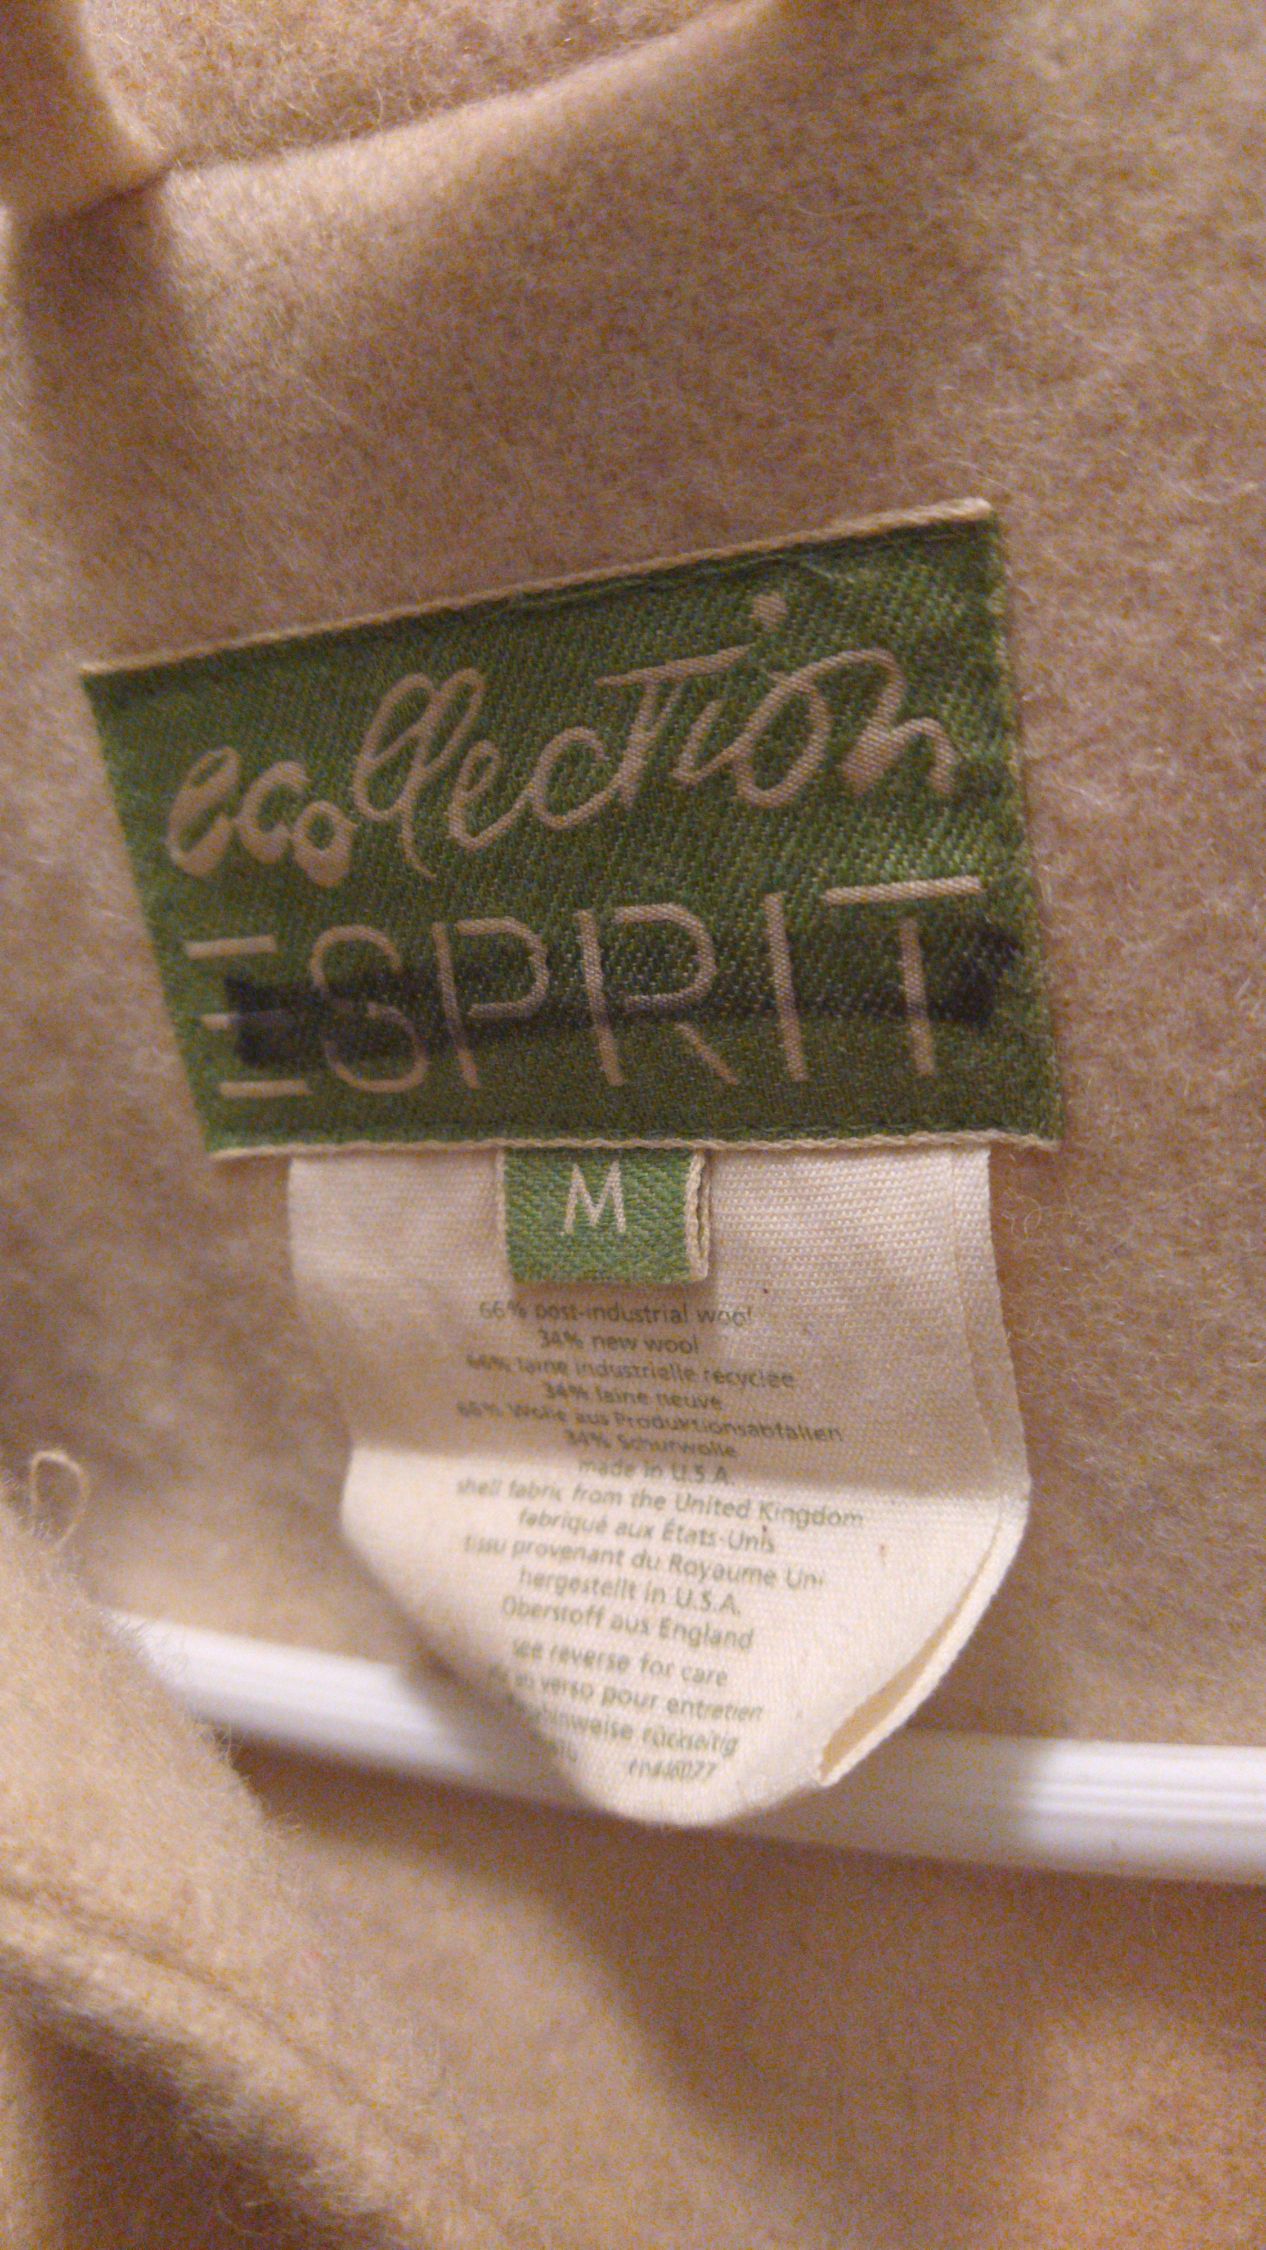 ecollection
ESPRIT
M
66% post-industrial wool
34% new wool
66% laine industrielle recyclée
34% laine neuve
66% Wolle aus Produktionsabfällen
34% Schurwolle
made in U.S.A.
shell fabric from the United Kingdom
fabriqué aux États-Unis
tissu provenant du Royaume Uni
hergestellt in U.S.A.
Oberstoff aus England
see reverse for care
verso pour entretien
rückseitig